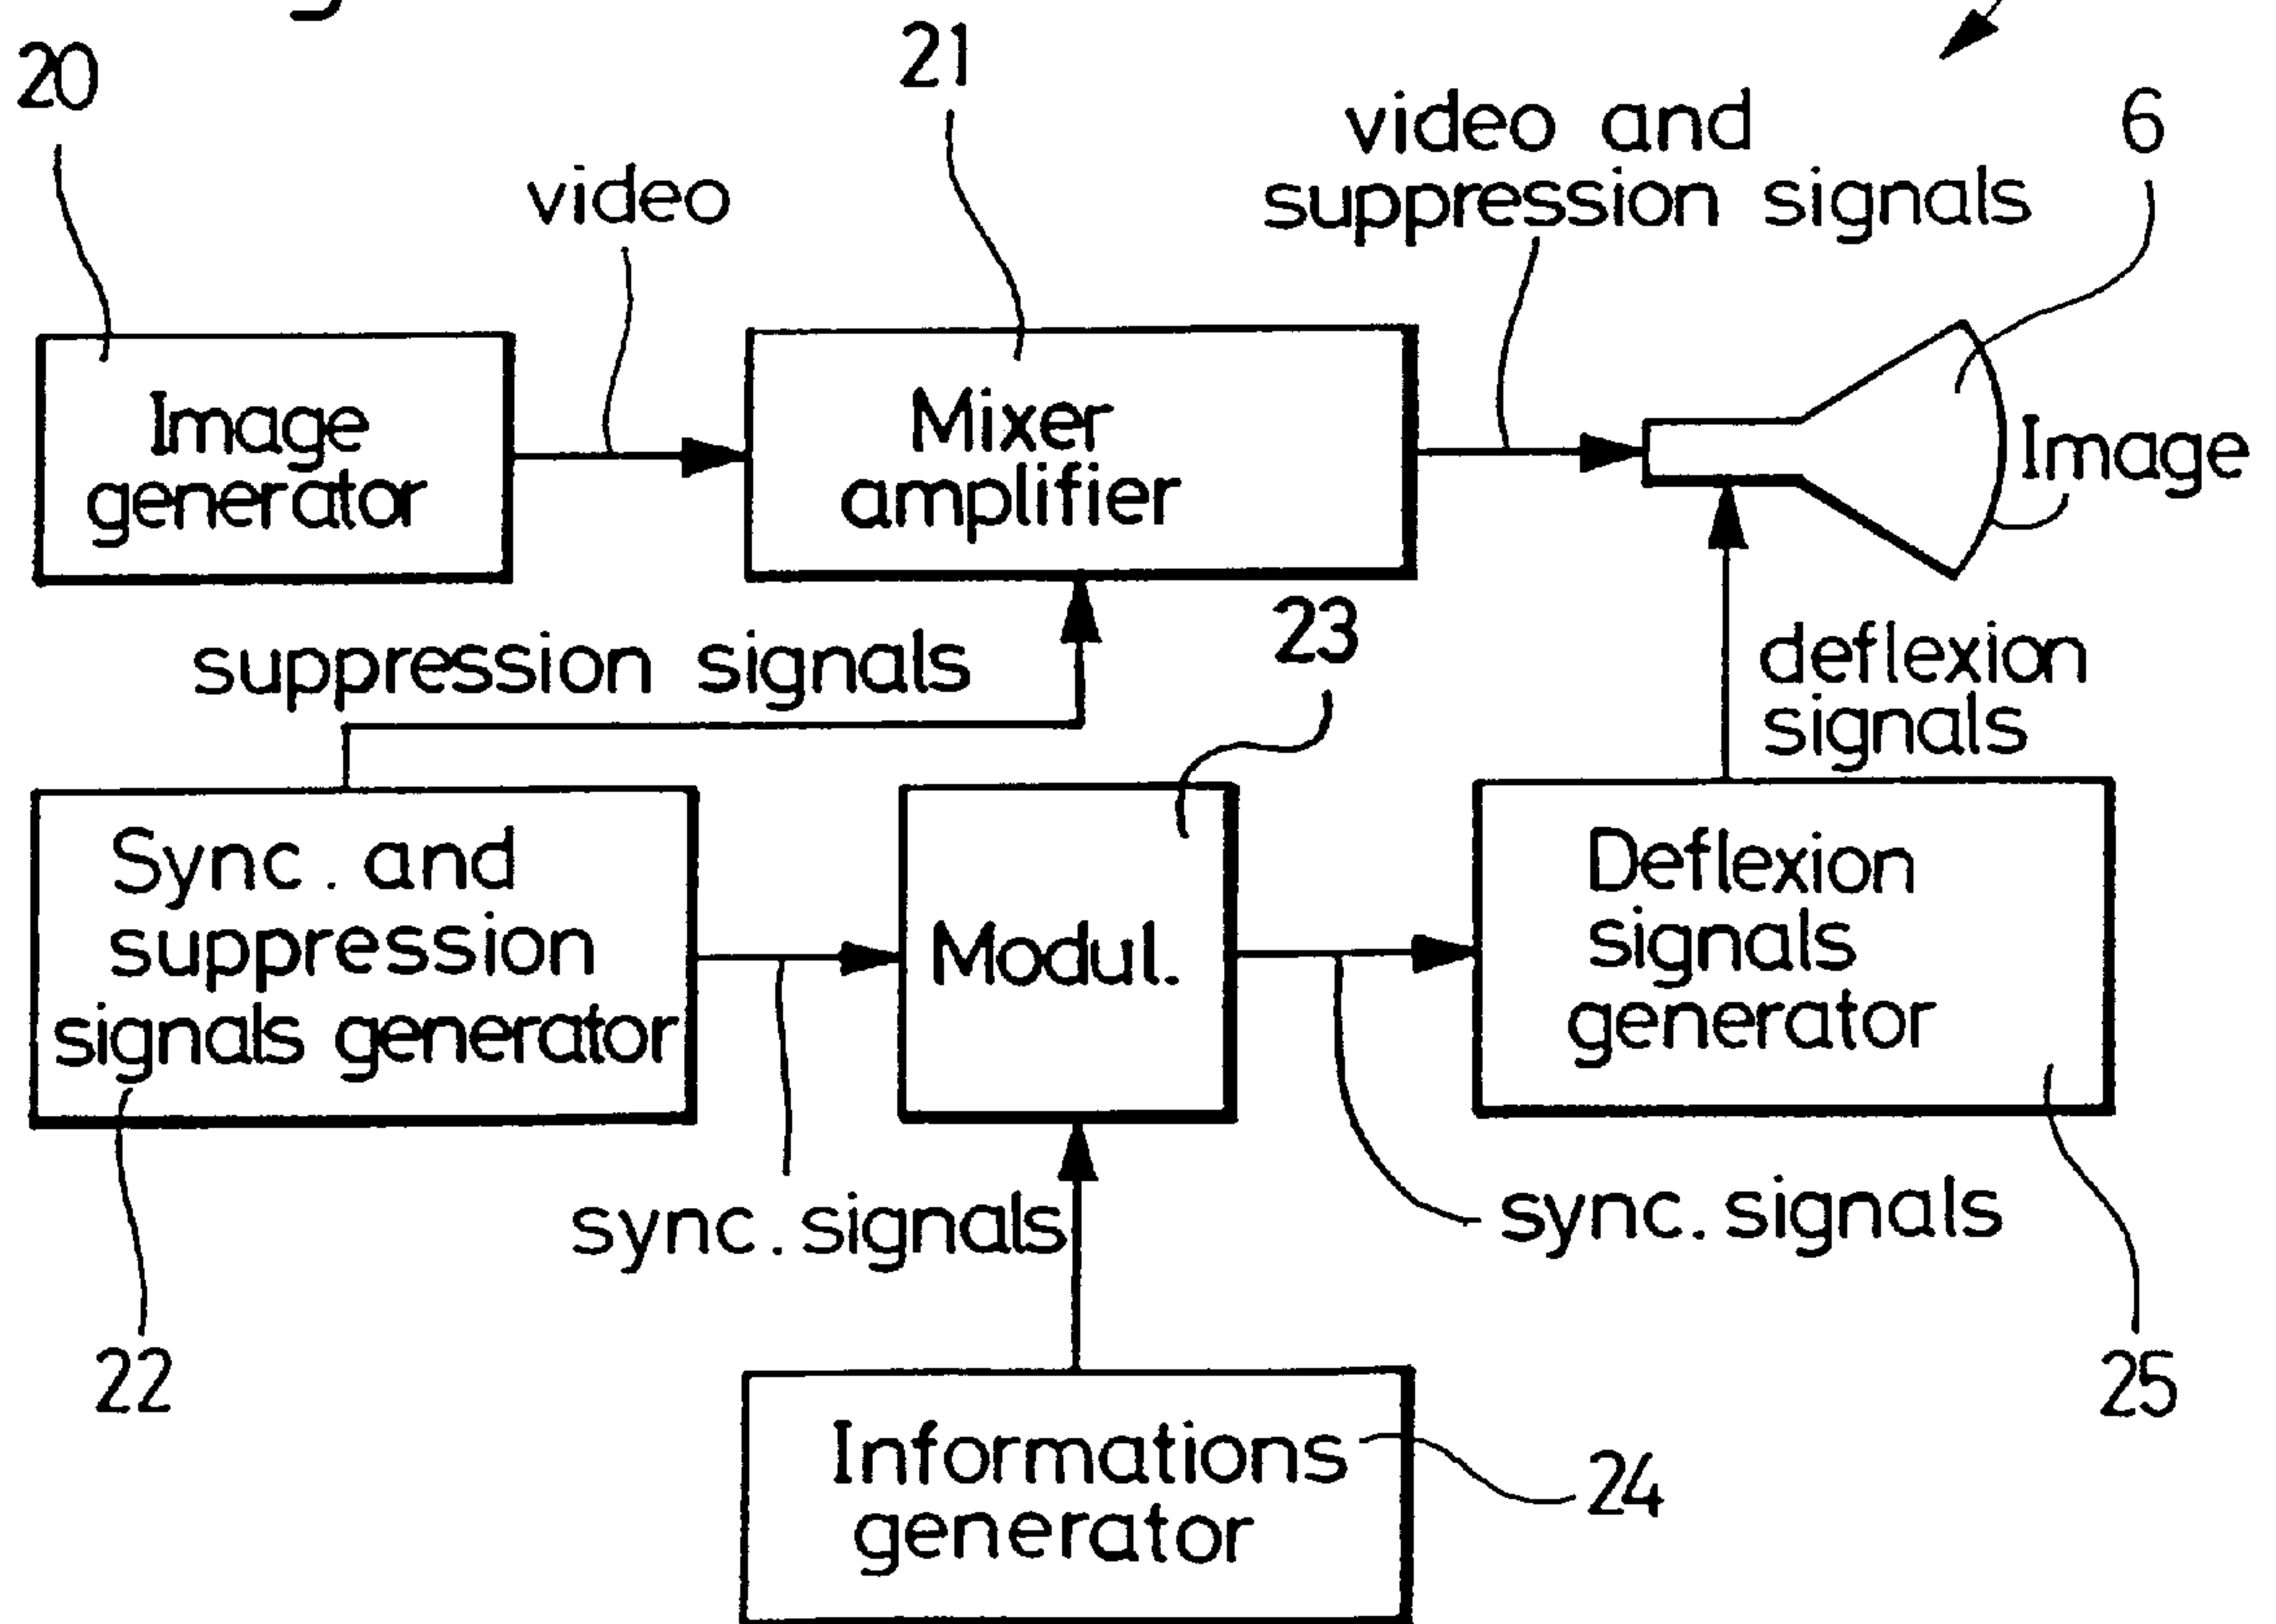 20
21
video
video and
suppression signals
6
Image
generator
Mixer
amplifier
Image
suppression signals
23
deflexion
signals
Sync. and
suppression
signals generator
Modul.
Deflexion
signals
generator
sync. signals
sync. signals
22
25
Informations
generator
24